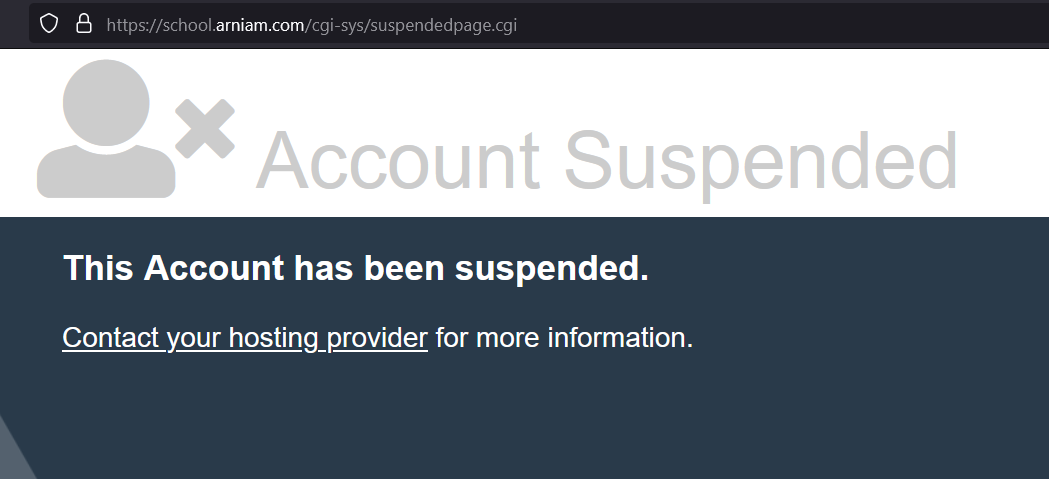 https://school.arniam.com/cgi-sys/suspendedpage.cgi
Account Suspended
This Account has been suspended.
Contact your hosting provider for more information.